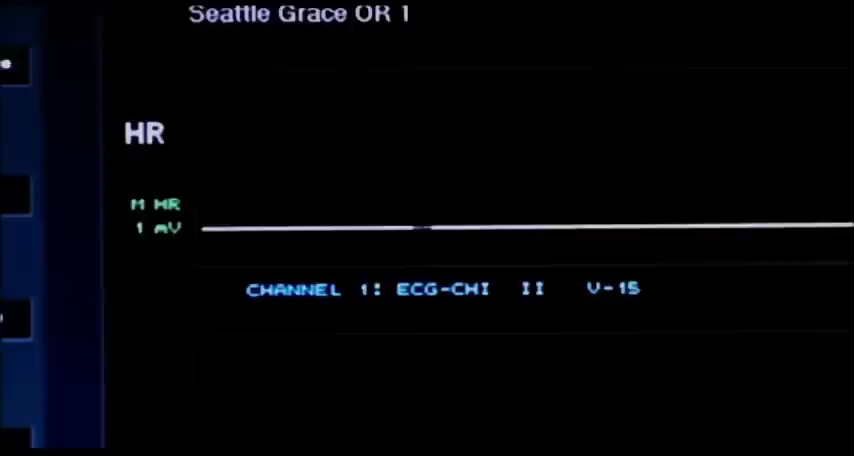 Seattle Grace OR 1
HR
M HR
1 mV
CHANNEL 1: ECG-CHI II V-15